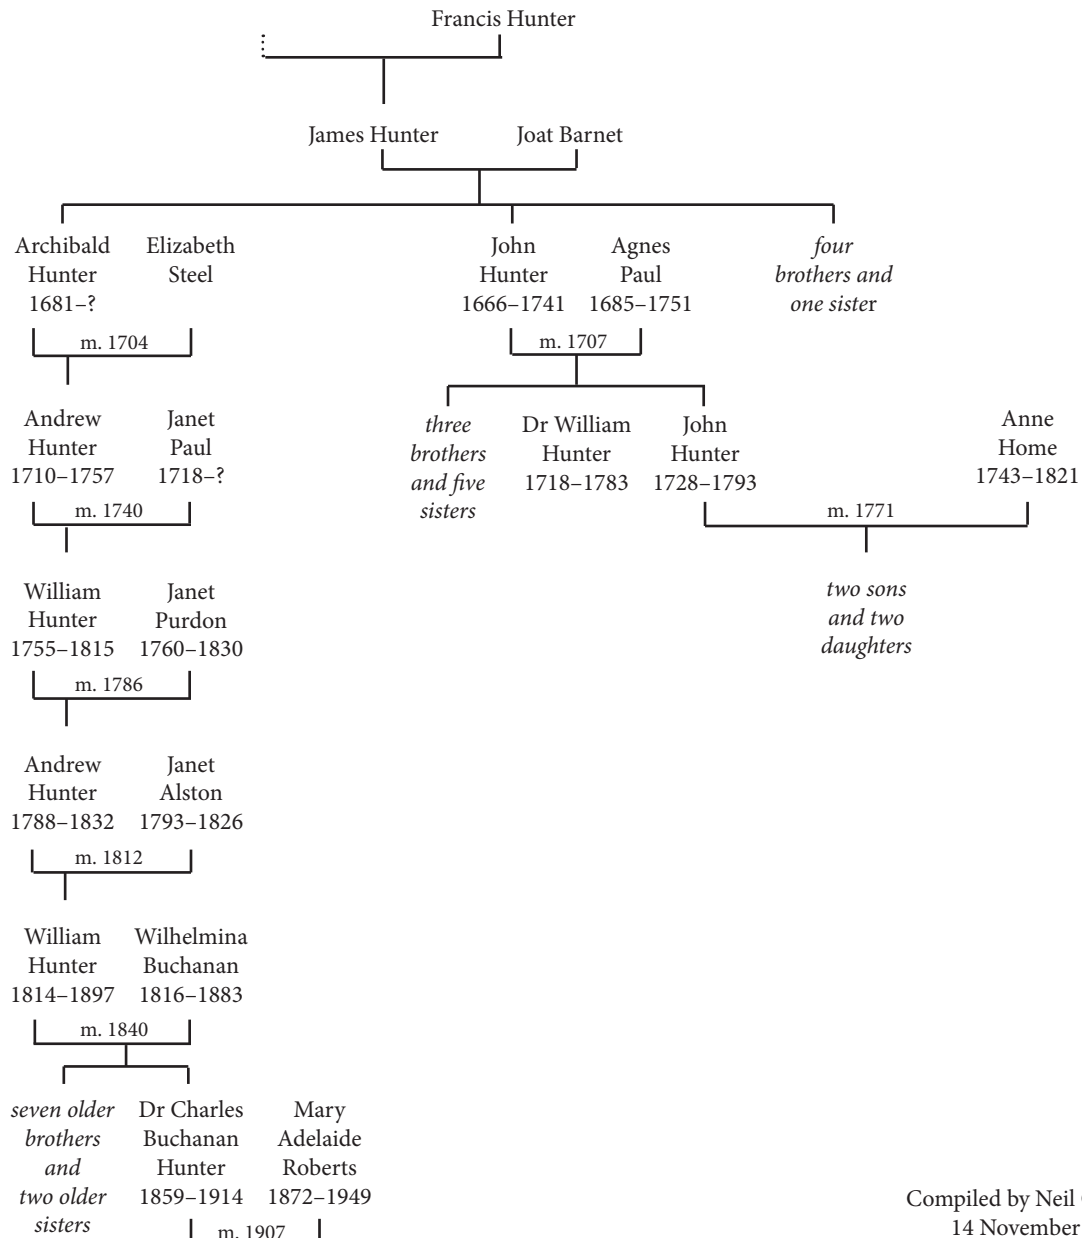 Francis Hunter
James Hunter
Joat Barnet
Archibald
Hunter
1681–?
Elizabeth
Steel
John
Hunter
1666–1741
Agnes
Paul
1685–1751
four
brothers and
one sister
m. 1704
m. 1707
Andrew
Hunter
1710–1757
Janet
Paul
1718–?
three
brothers
and five
sisters
Dr William
Hunter
1718–1783
John
Hunter
1728–1793
Anne
Home
1743–1821
m. 1740
m. 1771
William
Hunter
1755–1815
Janet
Purdon
1760–1830
two sons
and two
daughters
m. 1786
Andrew
Hunter
1788–1832
Janet
Alston
1793–1826
m. 1812
William
Hunter
1814–1897
Wilhelmina
Buchanan
1816–1883
m. 1840
seven older
brothers
and
two older
sisters
Dr Charles
Buchanan
Hunter
1859–1914
Mary
Adelaide
Roberts
1872–1949
m. 1907
Compiled by Neil
14 November